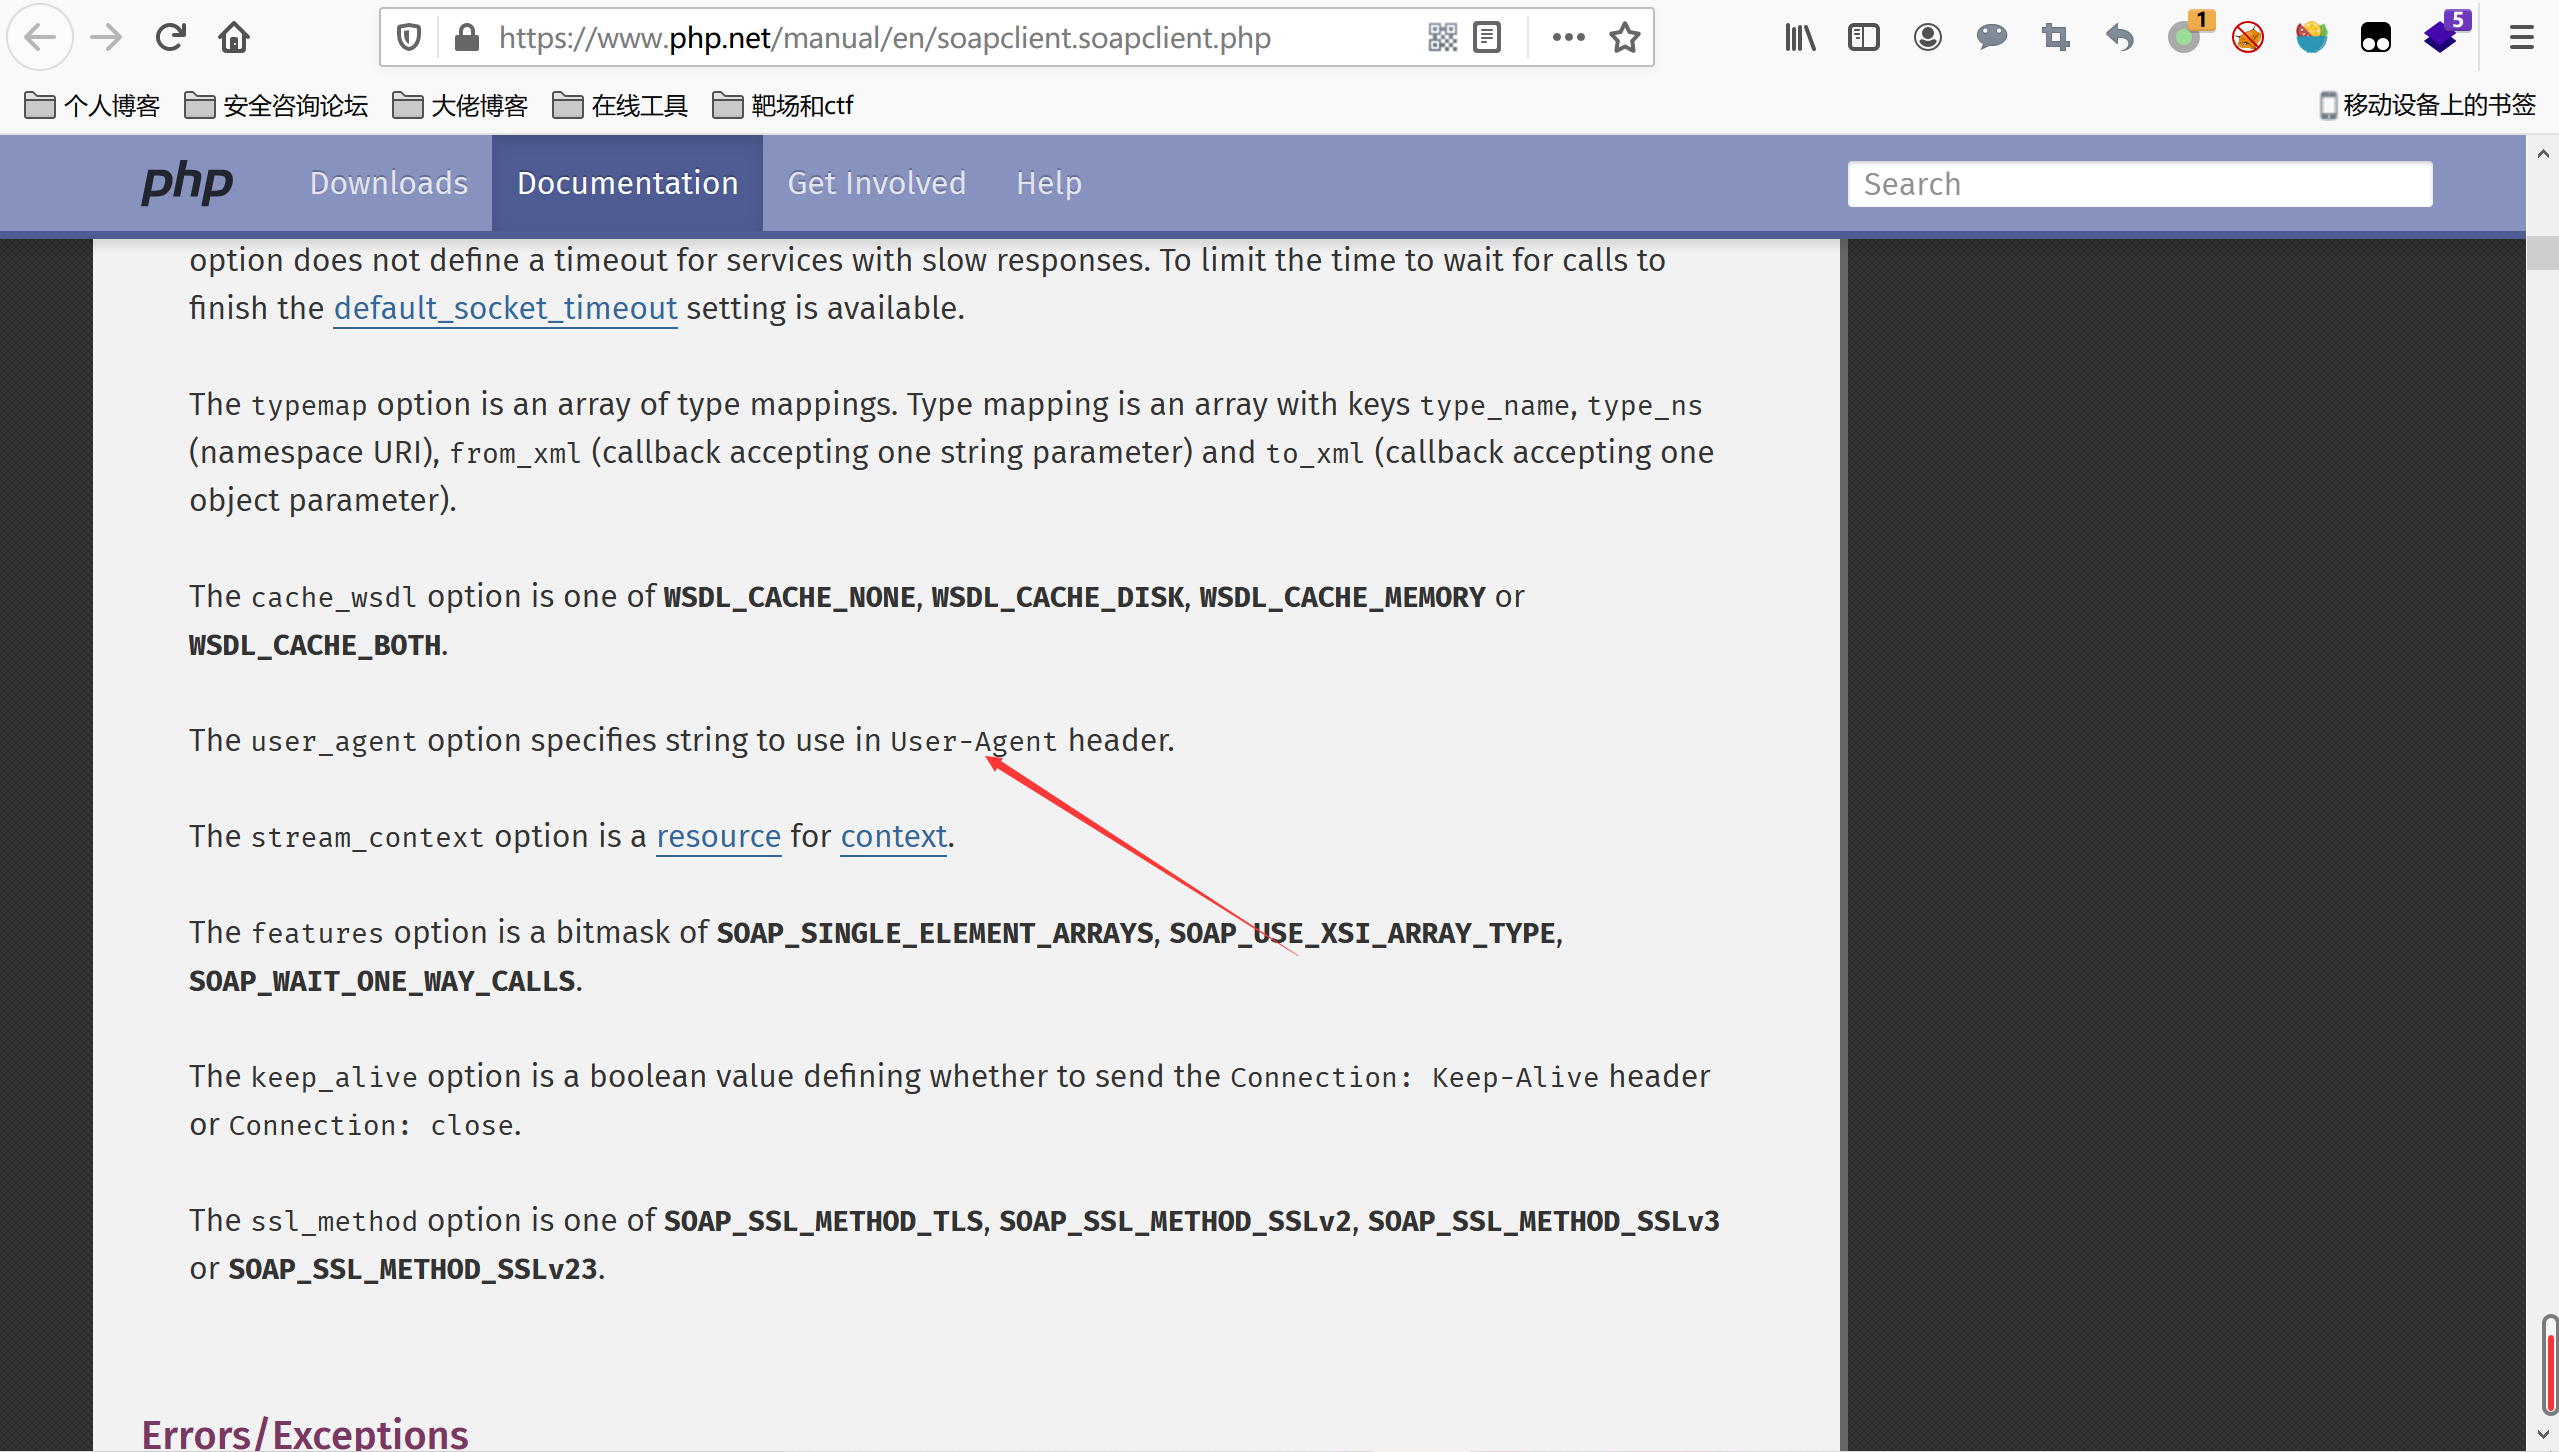 https://www.php.net/manual/en/soapclient.soapclient.php
1
5
个人博客 安全咨询论坛 大佬博客 在线工具 靶场和ctf 移动设备上的书签
php Downloads Documentation Get Involved Help Search
option does not define a timeout for services with slow responses. To limit the time to wait for calls to
finish the default_socket_timeout setting is available.
The typemap option is an array of type mappings. Type mapping is an array with keys type_name, type_ns
(namespace URI), from_xml (callback accepting one string parameter) and to_xml (callback accepting one
object parameter).
The cache_wsdl option is one of WSDL_CACHE_NONE, WSDL_CACHE_DISK, WSDL_CACHE_MEMORY or
WSDL_CACHE_BOTH.
The user_agent option specifies string to use in User-Agent header.
The stream_context option is a resource for context.
The features option is a bitmask of SOAP_SINGLE_ELEMENT_ARRAYS, SOAP_USE_XSI_ARRAY_TYPE,
SOAP_WAIT_ONE_WAY_CALLS.
The keep_alive option is a boolean value defining whether to send the Connection: Keep-Alive header
or Connection: close.
The ssl_method option is one of SOAP_SSL_METHOD_TLS, SOAP_SSL_METHOD_SSLv2, SOAP_SSL_METHOD_SSLv3
or SOAP_SSL_METHOD_SSLv23.
Errors/Exceptions